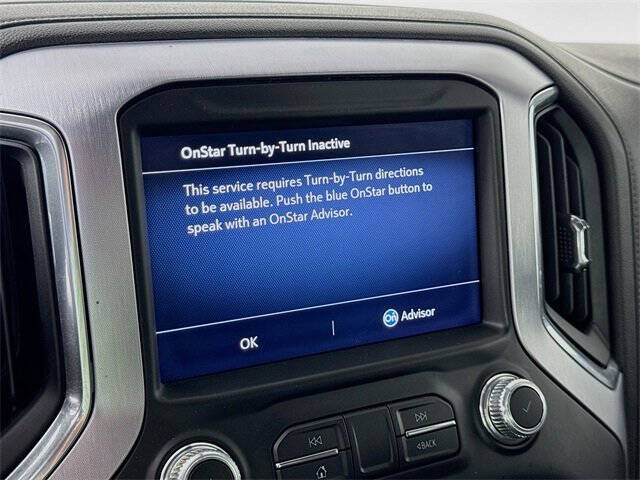 OnStar Turn-by-Turn Inactive
This service requires Turn-by-Turn directions
to be available. Push the blue OnStar button to
speak with an OnStar Advisor.
OK
On Advisor
◁BACK